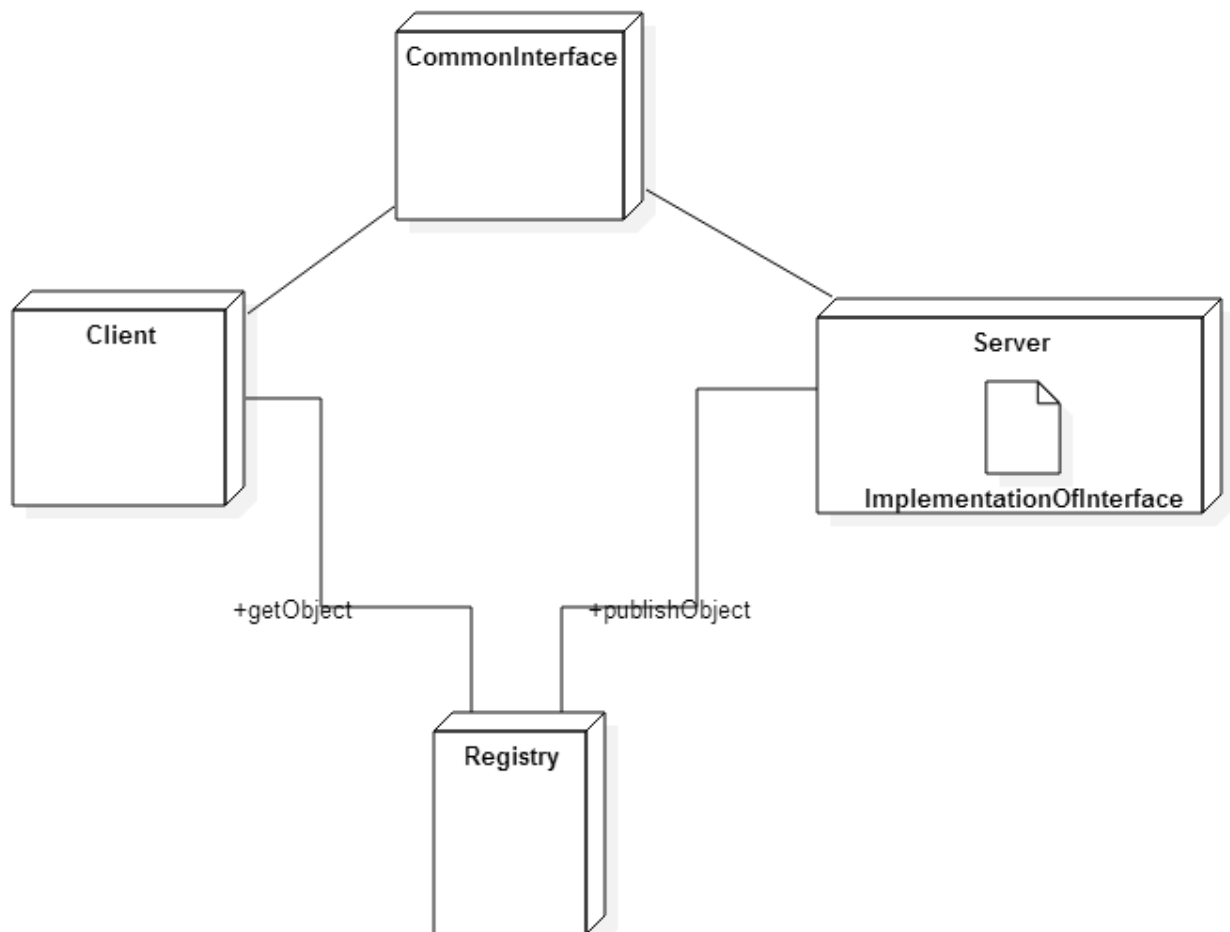 CommonInterface
Client
Server
ImplementationOfInterface
+getObject
+publishObject
Registry